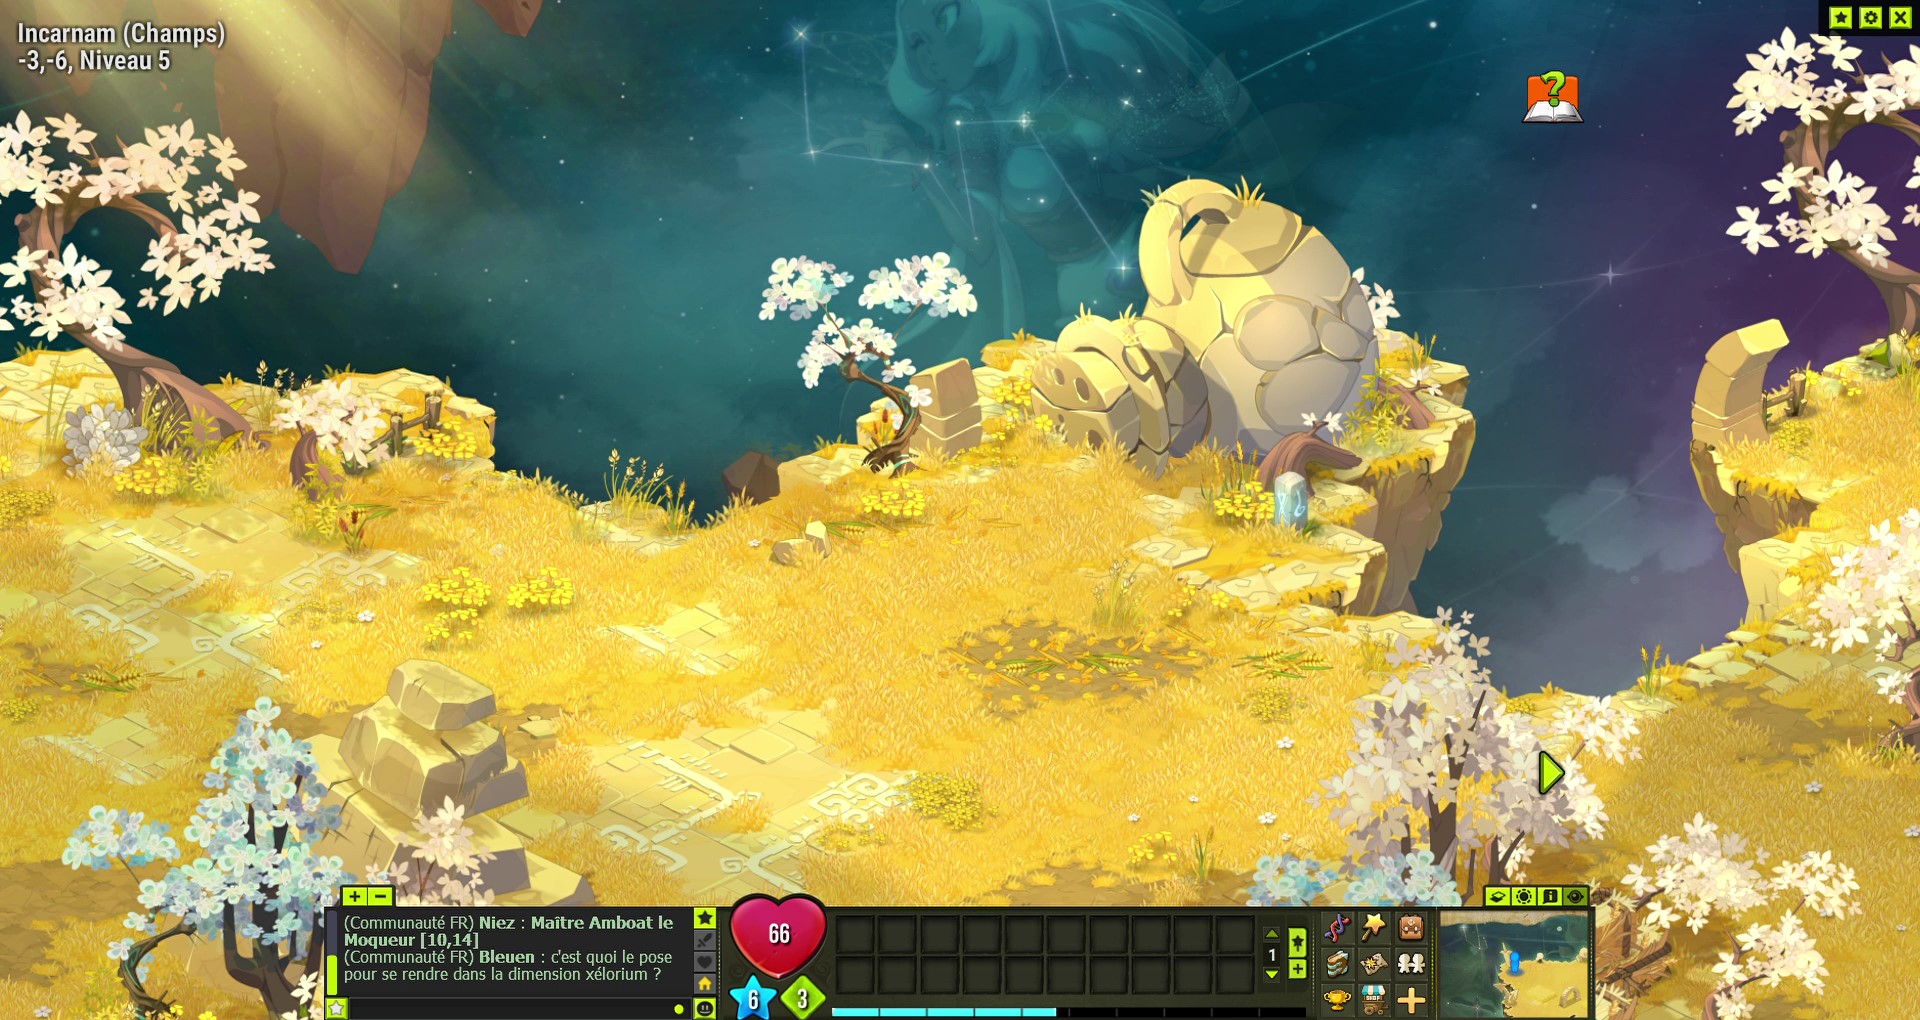 Incarnam (Champs)
-3,-6, Niveau 5
?
(Communauté FR) Niez : Maître Amboat le
Moqueur [10,14]
(Communauté FR) Bleuen : c'est quoi le pose
pour se rendre dans la dimension xélorium ?
66
6
3
1
SHOP